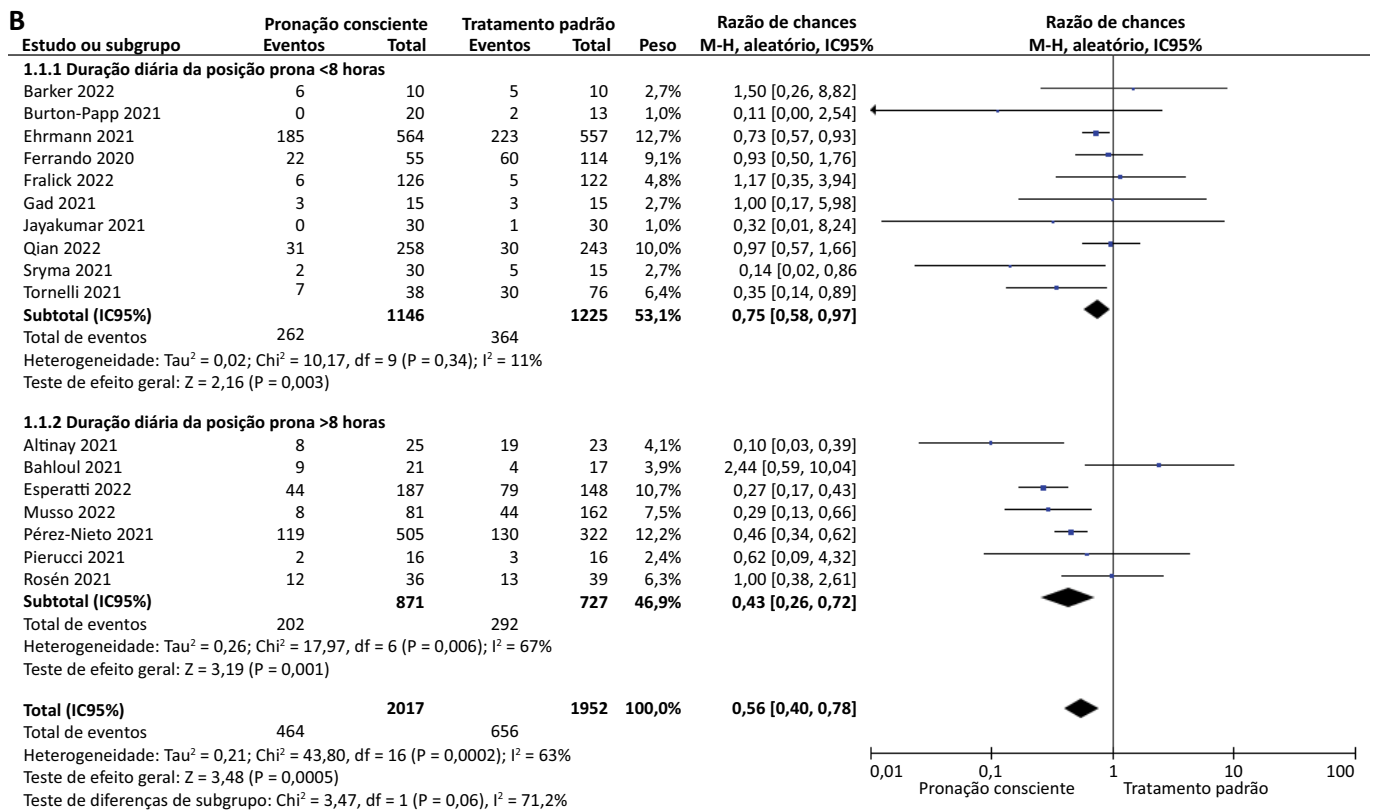 B
Pronação consciente Tratamento padrão Razão de chances Razão de chances
Estudo ou subgrupo Eventos Total Eventos Total Peso M-H, aleatório, IC95% M-H, aleatório, IC95%
1.1.1 Duração diária da posição prona <8 horas
Barker 2022 6 10 5 10 2,7% 1,50 [0,26, 8,82]
Burton-Papp 2021 0 20 2 13 1,0% 0,11 [0,00, 2,54]
Ehrmann 2021 185 564 223 557 12,7% 0,73 [0,57, 0,93]
Ferrando 2020 22 55 60 114 9,1% 0,93 [0,50, 1,76]
Fralick 2022 6 126 5 122 4,8% 1,17 [0,35, 3,94]
Gad 2021 3 15 3 15 2,7% 1,00 [0,17, 5,98]
Jayakumar 2021 0 30 1 30 1,0% 0,32 [0,01, 8,24]
Qian 2022 31 258 30 243 10,0% 0,97 [0,57, 1,66]
Sryma 2021 2 30 5 15 2,7% 0,14 [0,02, 0,86
Tornelli 2021 7 38 30 76 6,4% 0,35 [0,14, 0,89]
Subtotal (IC95%) 1146 1225 53,1% 0,75 [0,58, 0,97]
Total de eventos 262 364
Heterogeneidade: Tau² = 0,02; Chi² = 10,17, df = 9 (P = 0,34); I² = 11%
Teste de efeito geral: Z = 2,16 (P = 0,003)
1.1.2 Duração diária da posição prona >8 horas
Altinay 2021 8 25 19 23 4,1% 0,10 [0,03, 0,39]
Bahloul 2021 9 21 4 17 3,9% 2,44 [0,59, 10,04]
Esperatti 2022 44 187 79 148 10,7% 0,27 [0,17, 0,43]
Musso 2022 8 81 44 162 7,5% 0,29 [0,13, 0,66]
Pérez-Nieto 2021 119 505 130 322 12,2% 0,46 [0,34, 0,62]
Pierucci 2021 2 16 3 16 2,4% 0,62 [0,09, 4,32]
Rosén 2021 12 36 13 39 6,3% 1,00 [0,38, 2,61]
Subtotal (IC95%) 871 727 46,9% 0,43 [0,26, 0,72]
Total de eventos 202 292
Heterogeneidade: Tau² = 0,26; Chi² = 17,97, df = 6 (P = 0,006); I² = 67%
Teste de efeito geral: Z = 3,19 (P = 0,001)
Total (IC95%) 2017 1952 100,0% 0,56 [0,40, 0,78]
Total de eventos 464 656
Heterogeneidade: Tau² = 0,21; Chi² = 43,80, df = 16 (P = 0,0002); I² = 63%
Teste de efeito geral: Z = 3,48 (P = 0,0005)
Teste de diferenças de subgrupo: Chi² = 3,47, df = 1 (P = 0,06), I² = 71,2%
0,01 0,1 1 10 100
Pronação consciente Tratamento padrão